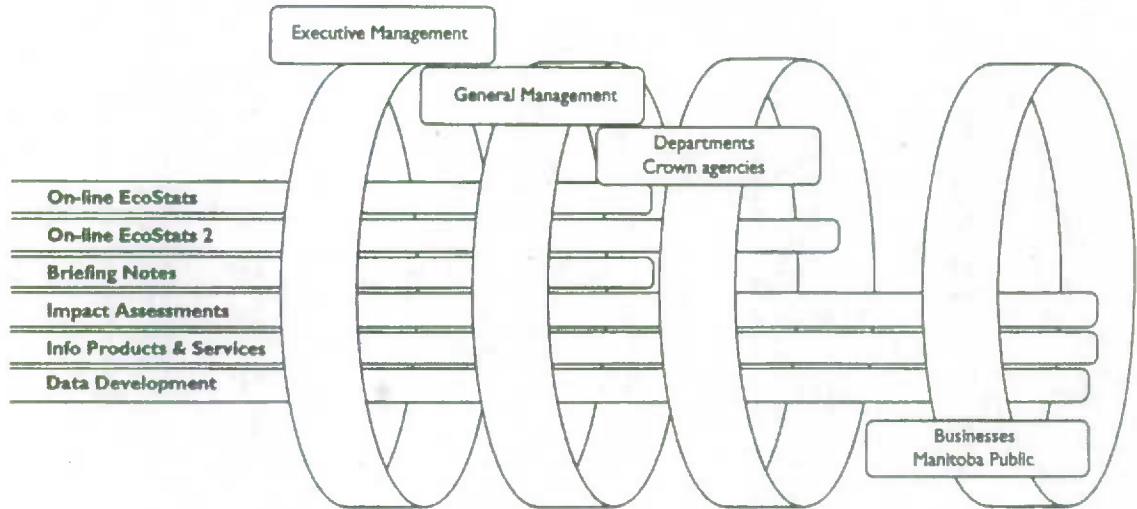 Executive Management
General Management
Departments
Crown agencies
On-line EcoStats
On-line EcoStats 2
Briefing Notes
Impact Assessments
Info Products & Services
Data Development
Businesses
Manitoba Public